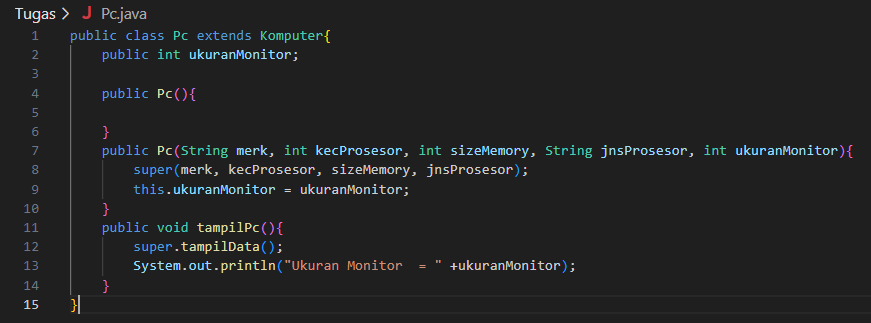 Tugas > J Pc.java
1 public class Pc extends Komputer{
2     public int ukuranMonitor;
3
4     public Pc(){
5
6     }
7     public Pc(String merk, int kecProsesor, int sizeMemory, String jnsProsesor, int ukuranMonitor){
8         super(merk, kecProsesor, sizeMemory, jnsProsesor);
9         this.ukuranMonitor = ukuranMonitor;
10     }
11     public void tampilPc(){
12         super.tampilData();
13         System.out.println("Ukuran Monitor  = " +ukuranMonitor);
14     }
15 }